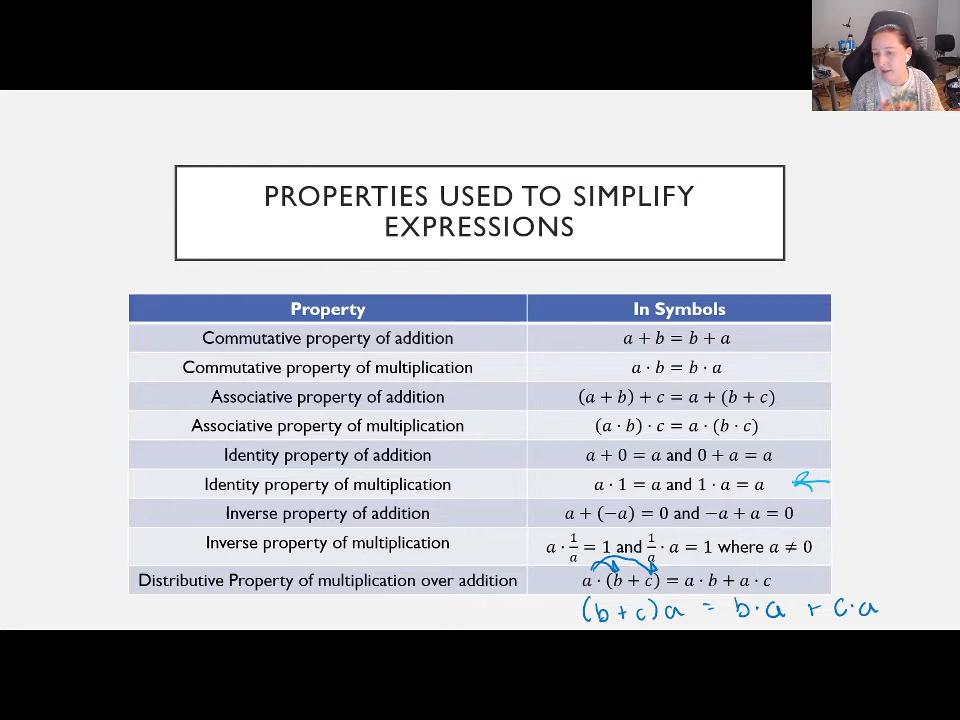 PROPERTIES USED TO SIMPLIFY
EXPRESSIONS
Property In Symbols
Commutative property of addition a + b = b + a
Commutative property of multiplication a · b = b · a
Associative property of addition (a + b) + c = a + (b + c)
Associative property of multiplication (a · b) · c = a · (b · c)
Identity property of addition a + 0 = a and 0 + a = a
Identity property of multiplication a · 1 = a and 1 · a = a
Inverse property of addition a + (−a) = 0 and −a + a = 0
Inverse property of multiplication a · 1/a = 1 and 1/a · a = 1 where a ≠ 0
Distributive Property of multiplication over addition a · (b + c) = a · b + a · c
(b + c) a = b · a + c · a